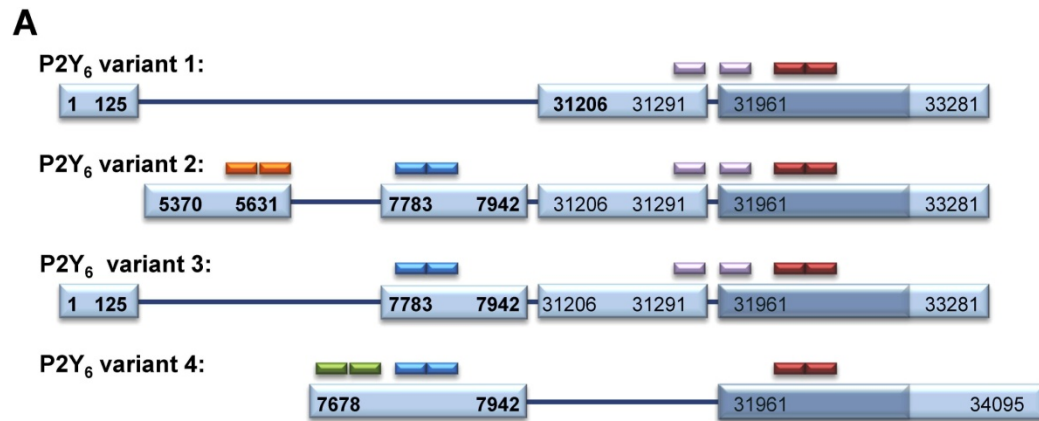 A
P2Y₆ variant 1:
1 125 31206 31291 31961 33281
P2Y₆ variant 2:
5370 5631 7783 7942 31206 31291 31961 33281
P2Y₆ variant 3:
1 125 7783 7942 31206 31291 31961 33281
P2Y₆ variant 4:
7678 7942 31961 34095